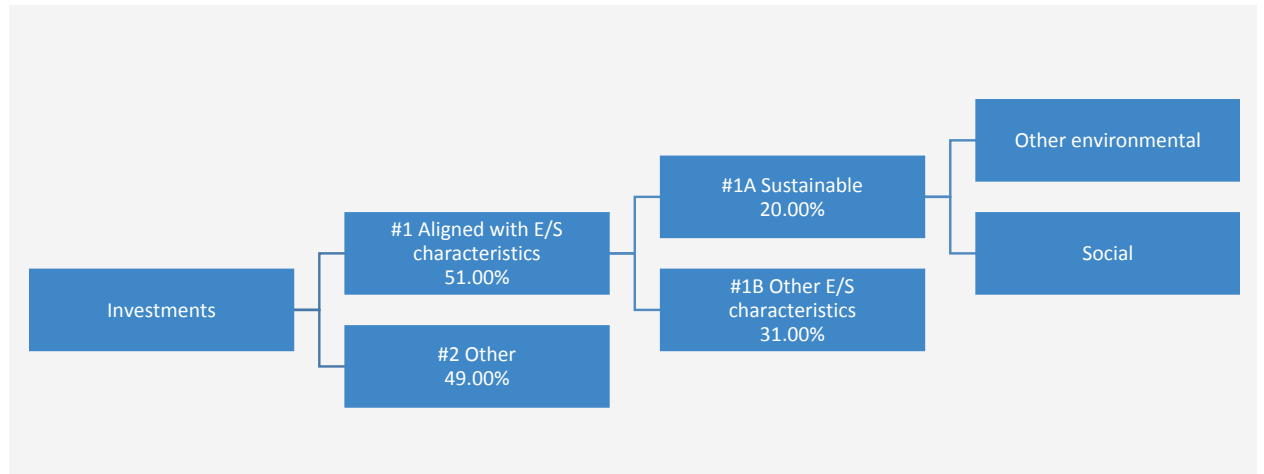 Investments
#1 Aligned with E/S
characteristics
51.00%
#2 Other
49.00%
#1A Sustainable
20.00%
#1B Other E/S
characteristics
31.00%
Other environmental
Social